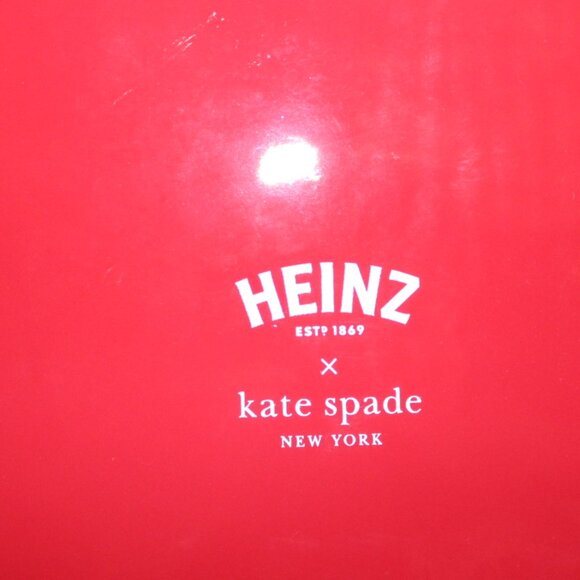 HEINZ
ESTD 1869
×
kate spade
NEW YORK